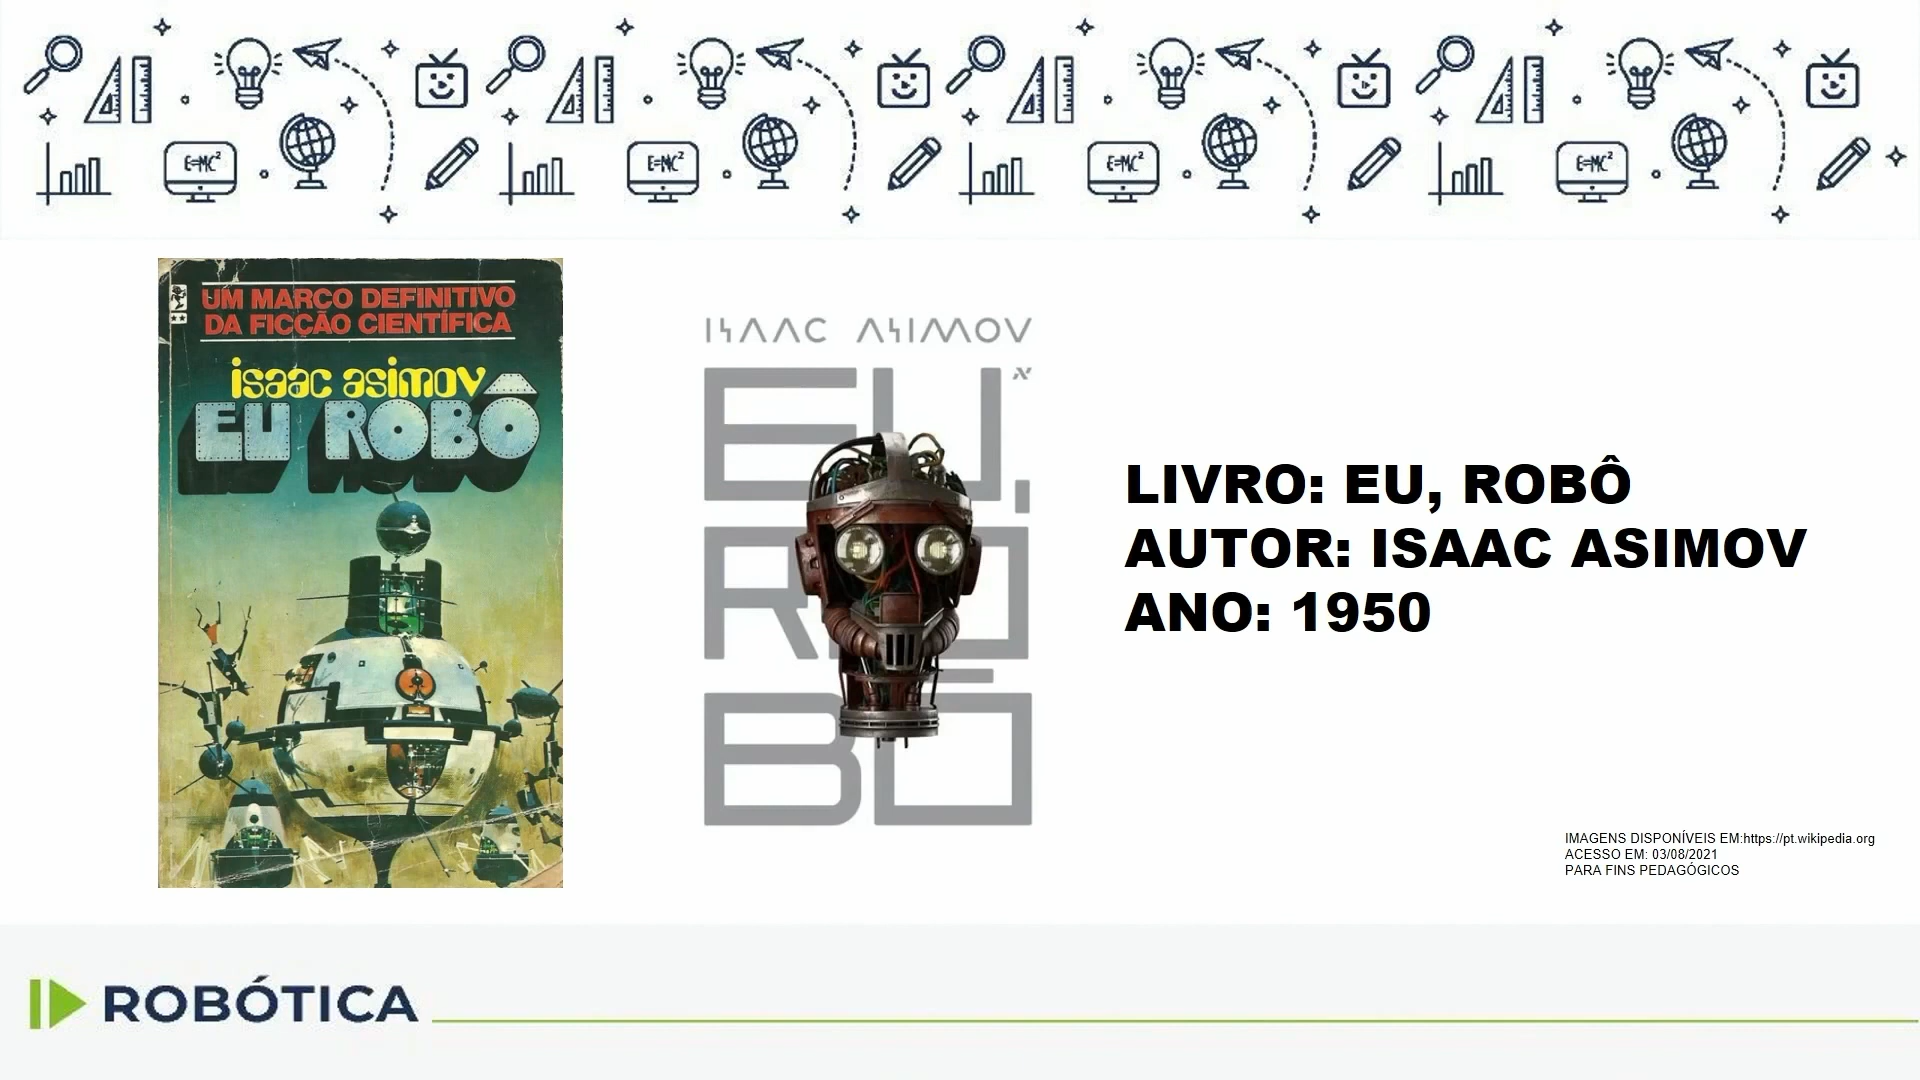 E=MC²
E=MC²
E=MC²
E=MC²
UM MARCO DEFINITIVO
DA FICÇÃO CIENTÍFICA
isaac asimov
EU ROBÔ
ISAAC ASIMOV
EU,
RO
BÔ
LIVRO: EU, ROBÔ
AUTOR: ISAAC ASIMOV
ANO: 1950
IMAGENS DISPONÍVEIS EM:https://pt.wikipedia.org
ACESSO EM: 03/08/2021
PARA FINS PEDAGÓGICOS
ROBÓTICA